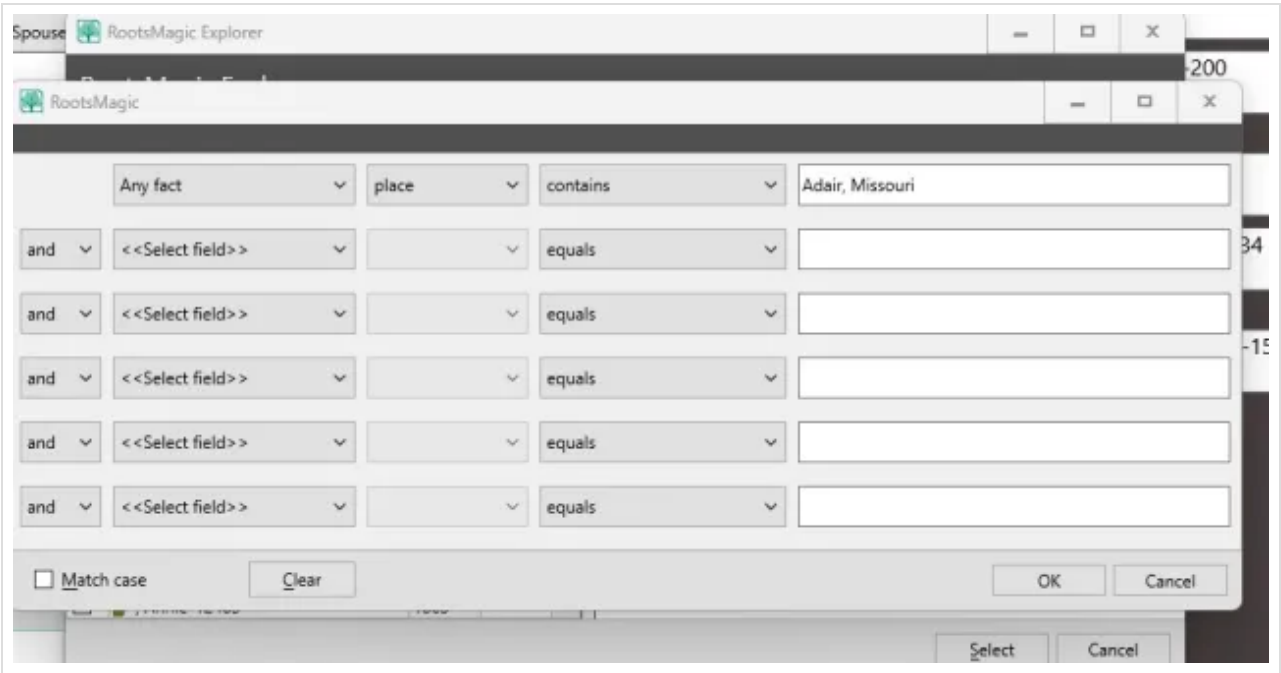 Spouse RootsMagic Explorer
-200
RootsMagic
Any fact place contains Adair, Missouri
and <<Select field>> equals
34
and <<Select field>> equals
-15
and <<Select field>> equals
and <<Select field>> equals
and <<Select field>> equals
Match case Clear OK Cancel
Select Cancel